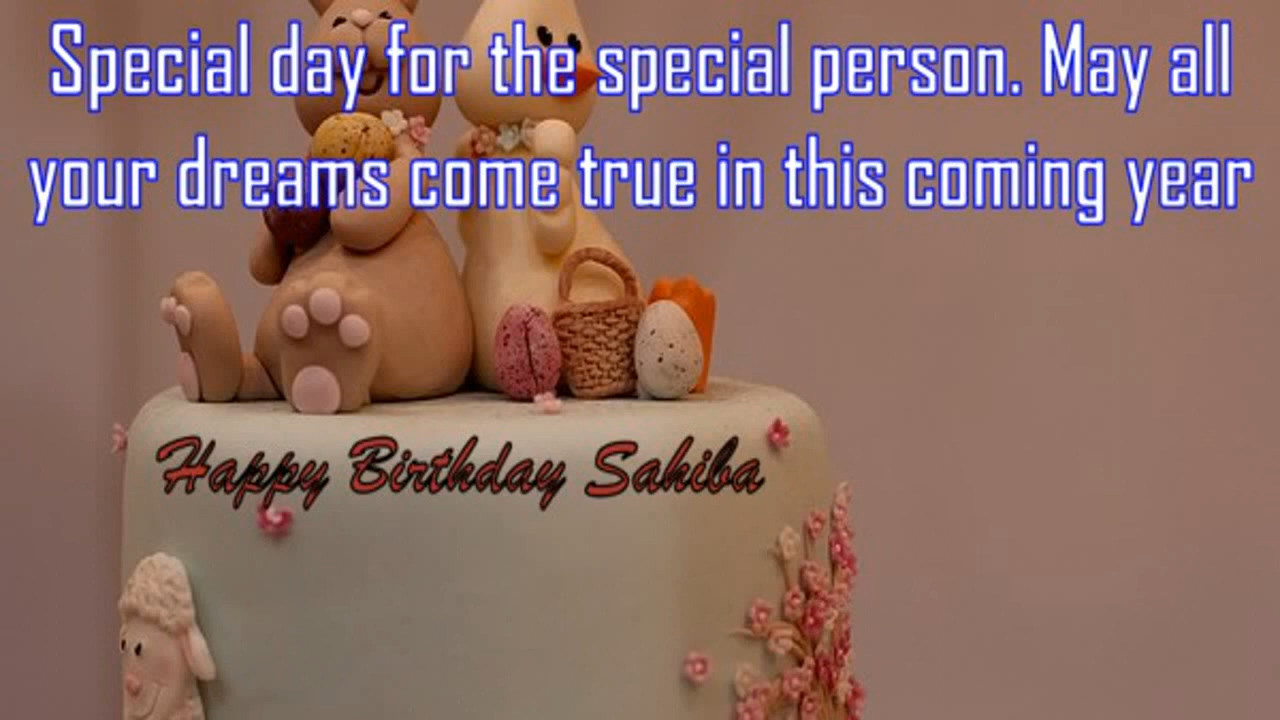 Special day for the special person. May all
your dreams come true in this coming year
Happy Birthday Sahiba